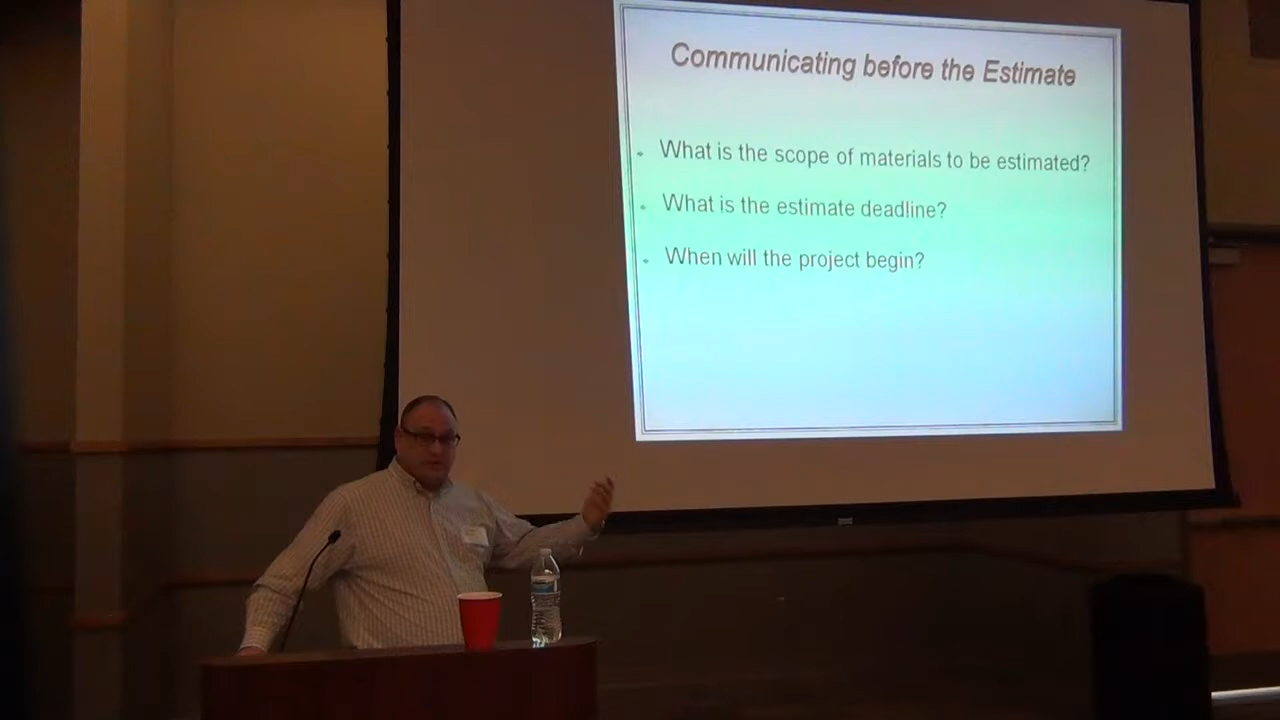 Communicating before the Estimate
What is the scope of materials to be estimated?
What is the estimate deadline?
When will the project begin?